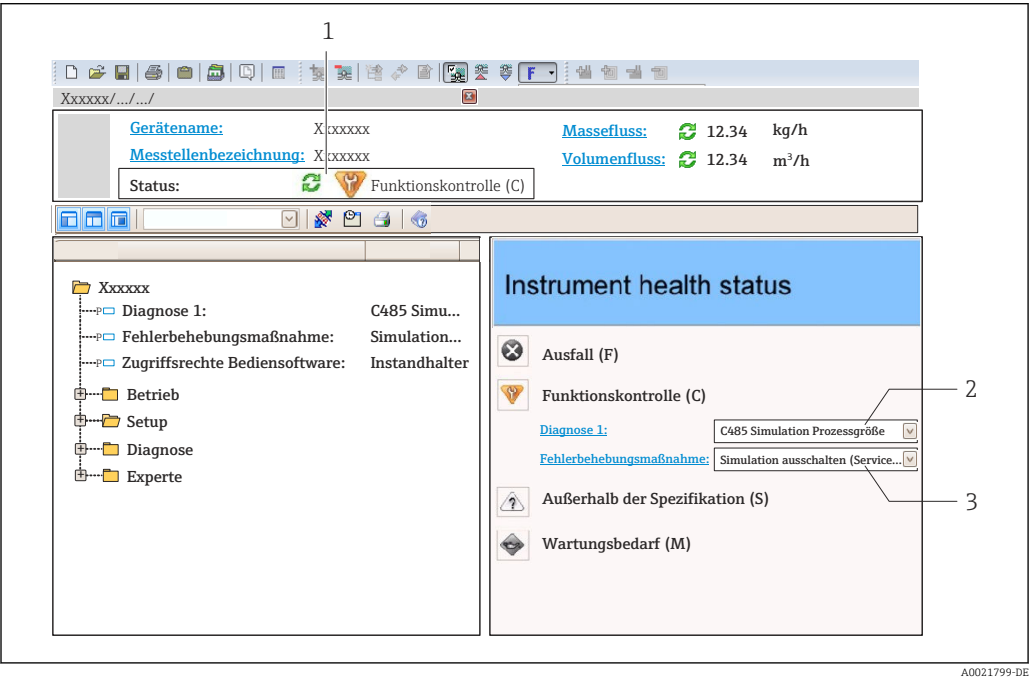 1
F
Xxxxxx/.../.../
Gerätename: Xxxxxxx
Messstellenbezeichnung: Xxxxxxx
Status: Funktionskontrolle (C)
Massefluss: 12.34 kg/h
Volumenfluss: 12.34 m³/h
Xxxxxx
Diagnose 1: C485 Simu...
Fehlerbehebungsmaßnahme: Simulation...
Zugriffsrechte Bediensoftware: Instandhalter
Betrieb
Setup
Diagnose
Experte
Instrument health status
Ausfall (F)
Funktionskontrolle (C)
Diagnose 1: C485 Simulation Prozessgröße
2
Fehlerbehebungsmaßnahme: Simulation ausschalten (Service...
3
Außerhalb der Spezifikation (S)
Wartungsbedarf (M)
A0021799-DE